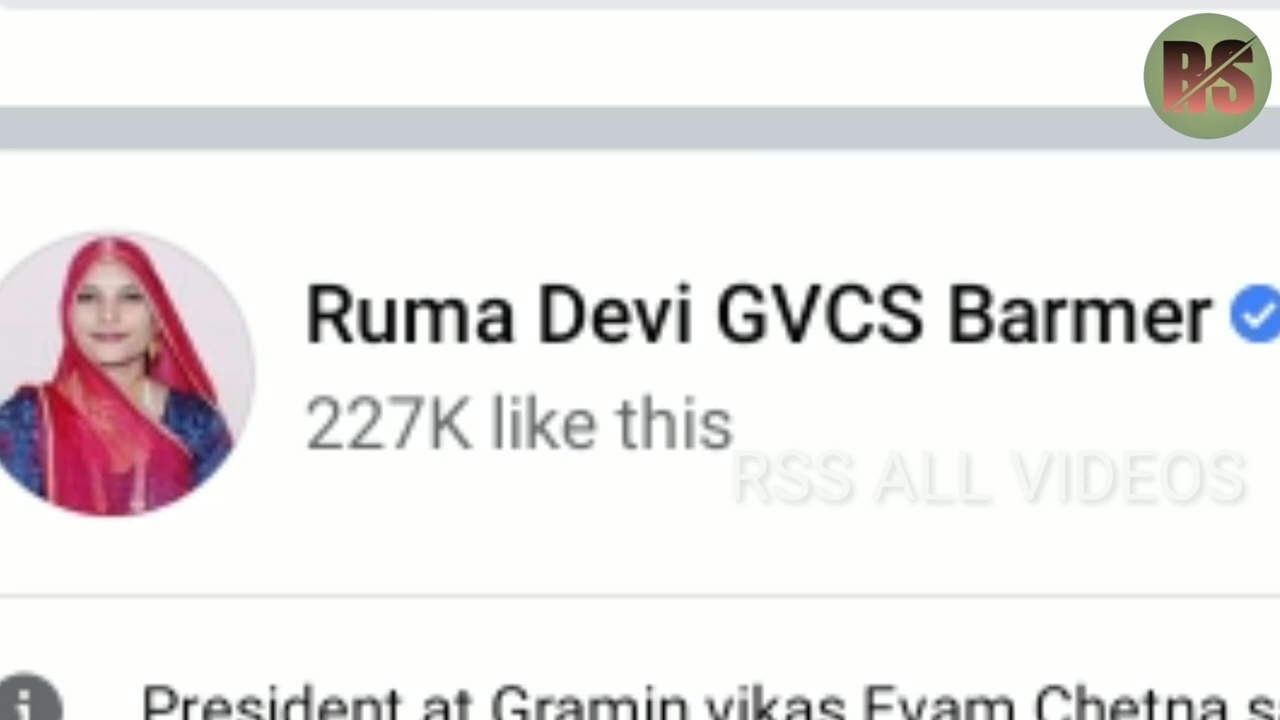 RS
Ruma Devi GVCS Barmer
227K like this
RSS ALL VIDEOS
President at Gramin vikas Evam Chetna